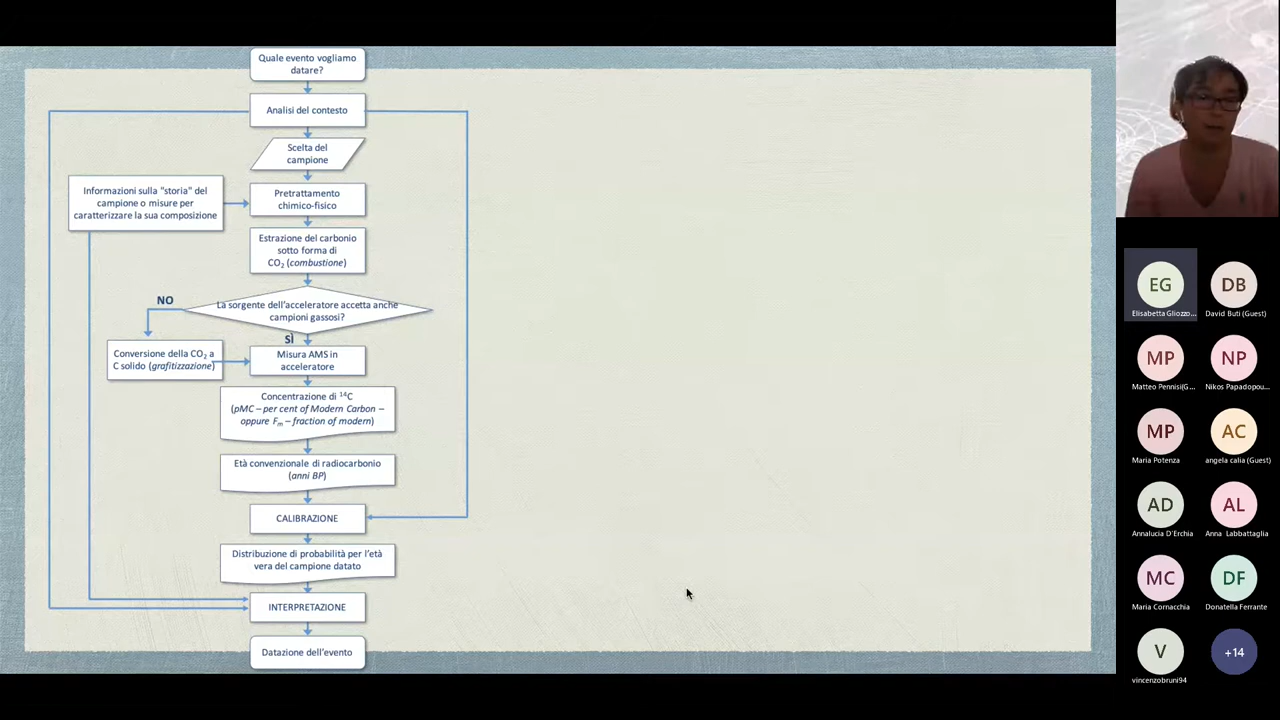 Quale evento vogliamo
datare?
Analisi del contesto
Scelta del
campione
Informazioni sulla "storia" del
campione o misure per
caratterizzare la sua composizione
Pretrattamento
chimico-fisico
Estrazione del carbonio
sotto forma di
CO₂ (combustione)
NO
La sorgente dell'acceleratore accetta anche
campioni gassosi?
SÌ
Conversione della CO₂ a
C solido (grafitizzazione)
Misura AMS in
acceleratore
Concentrazione di ¹⁴C
(pMC – per cent of Modern Carbon –
oppure Fₘ – fraction of modern)
Età convenzionale di radiocarbonio
(anni BP)
CALIBRAZIONE
Distribuzione di probabilità per l'età
vera del campione datato
INTERPRETAZIONE
Datazione dell'evento
EG
Elisabetta Gliozzo...
DB
David Buti (Guest)
MP
Matteo Pennisi(G...
NP
Nikos Papadopou...
MP
Maria Potenza
AC
angela calia (Guest)
AD
Annalucia D'Erchia
AL
Anna Labbattaglia
MC
Maria Cornacchia
DF
Donatella Ferrante
V
vincenzobruni94
+14